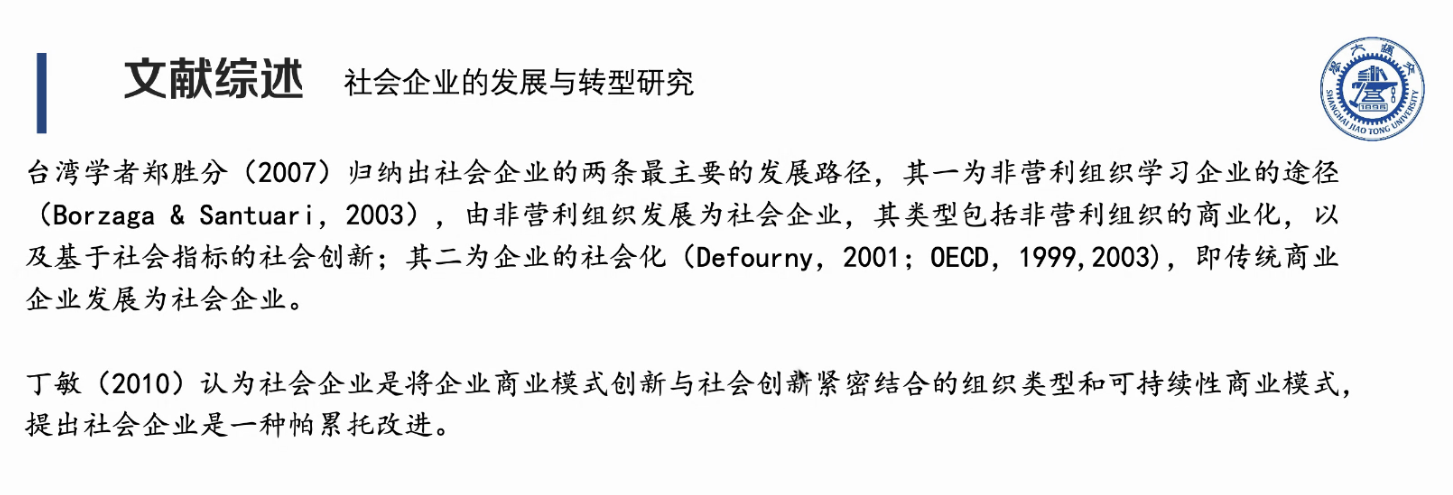 文献综述 社会企业的发展与转型研究
台湾学者郑胜分（2007）归纳出社会企业的两条最主要的发展路径，其一为非营利组织学习企业的途径
（Borzaga & Santuari，2003），由非营利组织发展为社会企业，其类型包括非营利组织的商业化，以
及基于社会指标的社会创新；其二为企业的社会化（Defourny，2001；OECD，1999,2003），即传统商业
企业发展为社会企业。
丁敏（2010）认为社会企业是将企业商业模式创新与社会创新紧密结合的组织类型和可持续性商业模式，
提出社会企业是一种帕累托改进。
學大通交
1896
SHANGHAI JIAO TONG UNIVERSITY